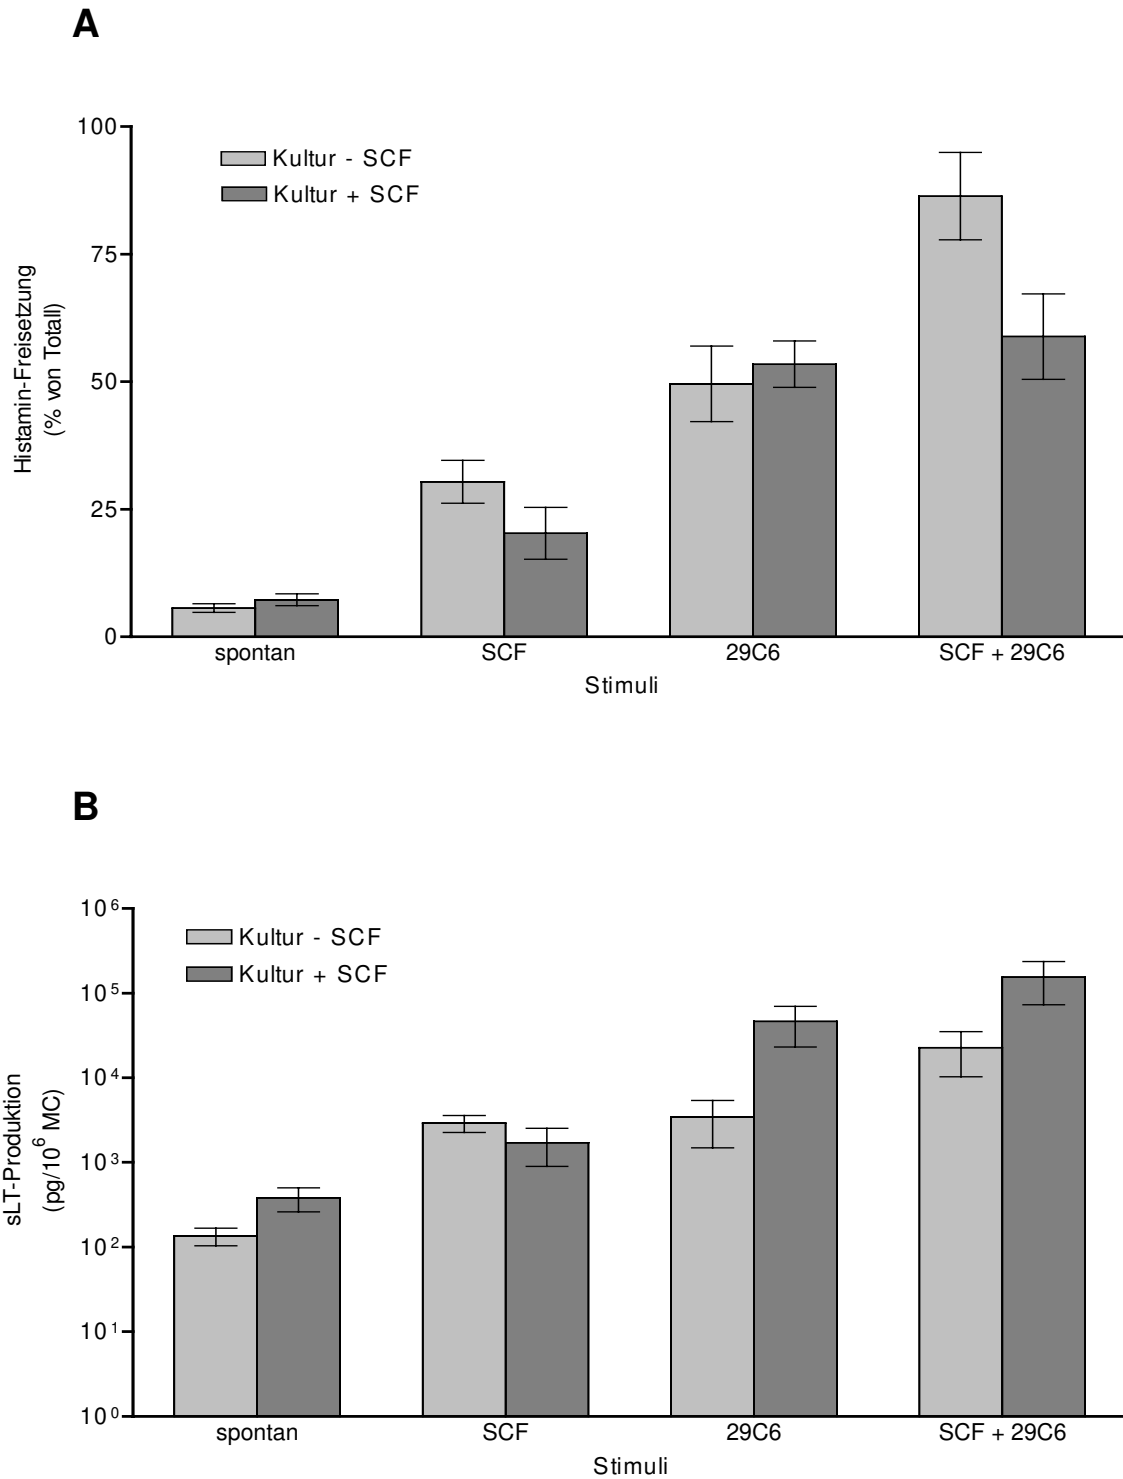 A
100
75
50
25
0
Histamin-Freisetzung
(% von Totall)
Kultur - SCF
Kultur + SCF
spontan SCF 29C6 SCF + 29C6
Stimuli
B
10⁶
10⁵
10⁴
10³
10²
10¹
10⁰
sLT-Produktion
(pg/10⁶ MC)
Kultur - SCF
Kultur + SCF
spontan SCF 29C6 SCF + 29C6
Stimuli